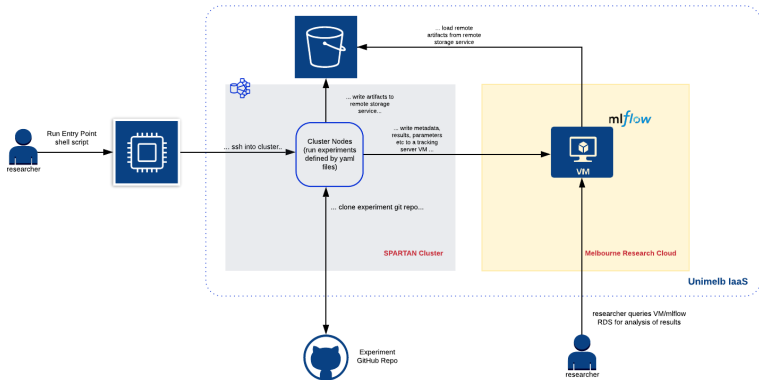 ... load remote
artifacts from remote
storage service
... write artifacts to
remote storage
service...
mlflow
Run Entry Point
shell script
... ssh into cluster..
Cluster Nodes
(run experiments
defined by yaml
files)
... write metadata,
results, parameters
etc to a tracking
server VM ...
VM
researcher
... clone experiment git repo...
SPARTAN Cluster
Melbourne Research Cloud
Unimelb IaaS
researcher queries VM/mlflow
RDS for analysis of results
Experiment
GitHub Repo
researcher